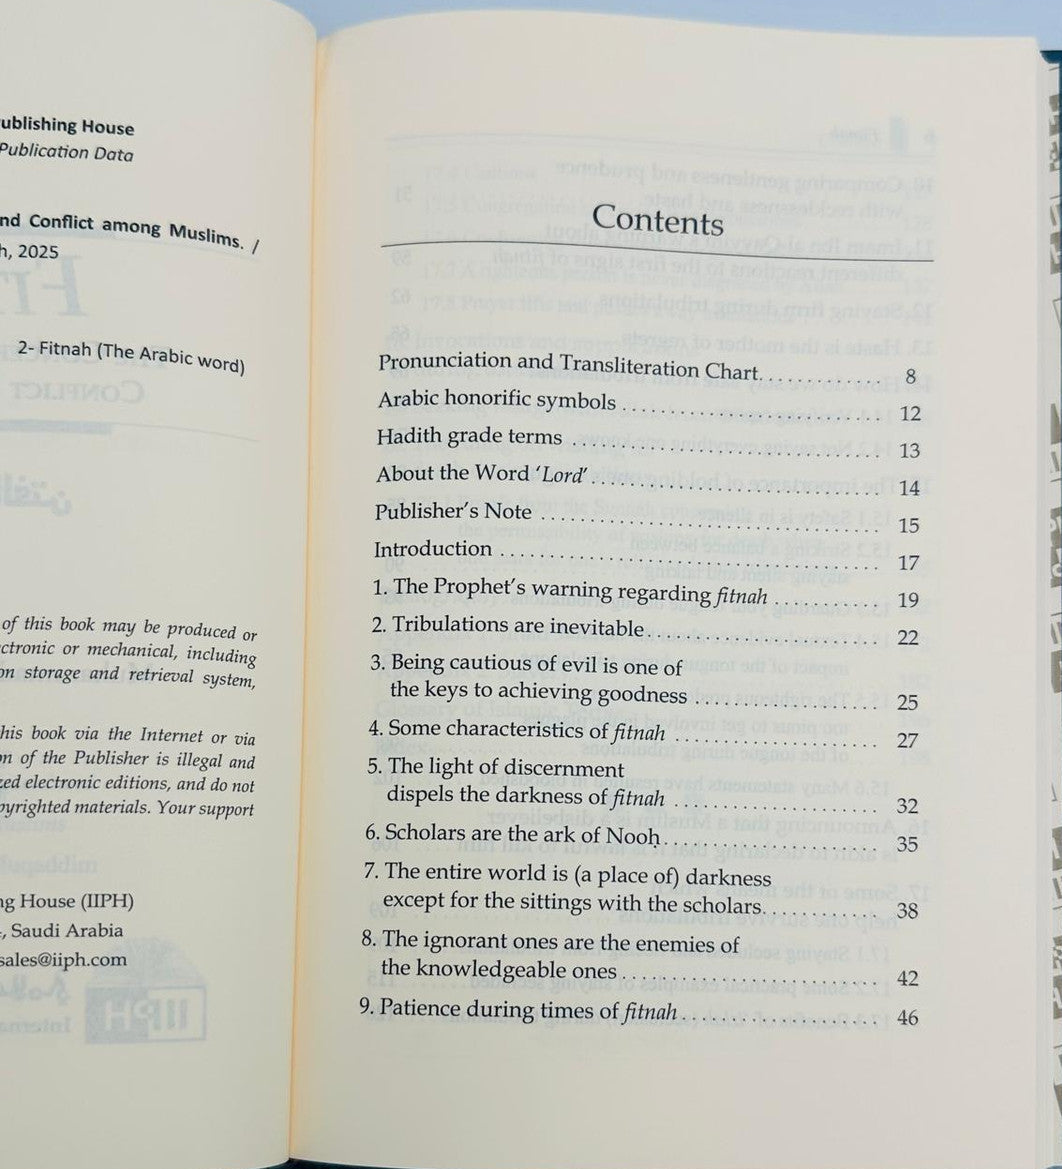 ublishing House
Publication Data
nd Conflict among Muslims. /
h, 2025
2- Fitnah (The Arabic word)
of this book may be produced or
ctronic or mechanical, including
on storage and retrieval system,
his book via the Internet or via
on of the Publisher is illegal and
zed electronic editions, and do not
pyrighted materials. Your support
ng House (IIPH)
, Saudi Arabia
sales@iiph.com
Contents
Pronunciation and Transliteration Chart. . . . . . . . . . . . . 8
Arabic honorific symbols . . . . . . . . . . . . . . . . . . . . . . . . . . . 12
Hadith grade terms . . . . . . . . . . . . . . . . . . . . . . . . . . . . . . . . 13
About the Word ‘Lord’ . . . . . . . . . . . . . . . . . . . . . . . . . . . . . . 14
Publisher’s Note . . . . . . . . . . . . . . . . . . . . . . . . . . . . . . . . . . . 15
Introduction . . . . . . . . . . . . . . . . . . . . . . . . . . . . . . . . . . . . . . . 17
1. The Prophet’s warning regarding fitnah . . . . . . . . . . . 19
2. Tribulations are inevitable. . . . . . . . . . . . . . . . . . . . . . . . 22
3. Being cautious of evil is one of
the keys to achieving goodness . . . . . . . . . . . . . . . . . . . 25
4. Some characteristics of fitnah . . . . . . . . . . . . . . . . . . . . . 27
5. The light of discernment
dispels the darkness of fitnah . . . . . . . . . . . . . . . . . . . . . 32
6. Scholars are the ark of Nooḥ. . . . . . . . . . . . . . . . . . . . . . 35
7. The entire world is (a place of) darkness
except for the sittings with the scholars. . . . . . . . . . . . 38
8. The ignorant ones are the enemies of
the knowledgeable ones . . . . . . . . . . . . . . . . . . . . . . . . . . 42
9. Patience during times of fitnah . . . . . . . . . . . . . . . . . . . . 46